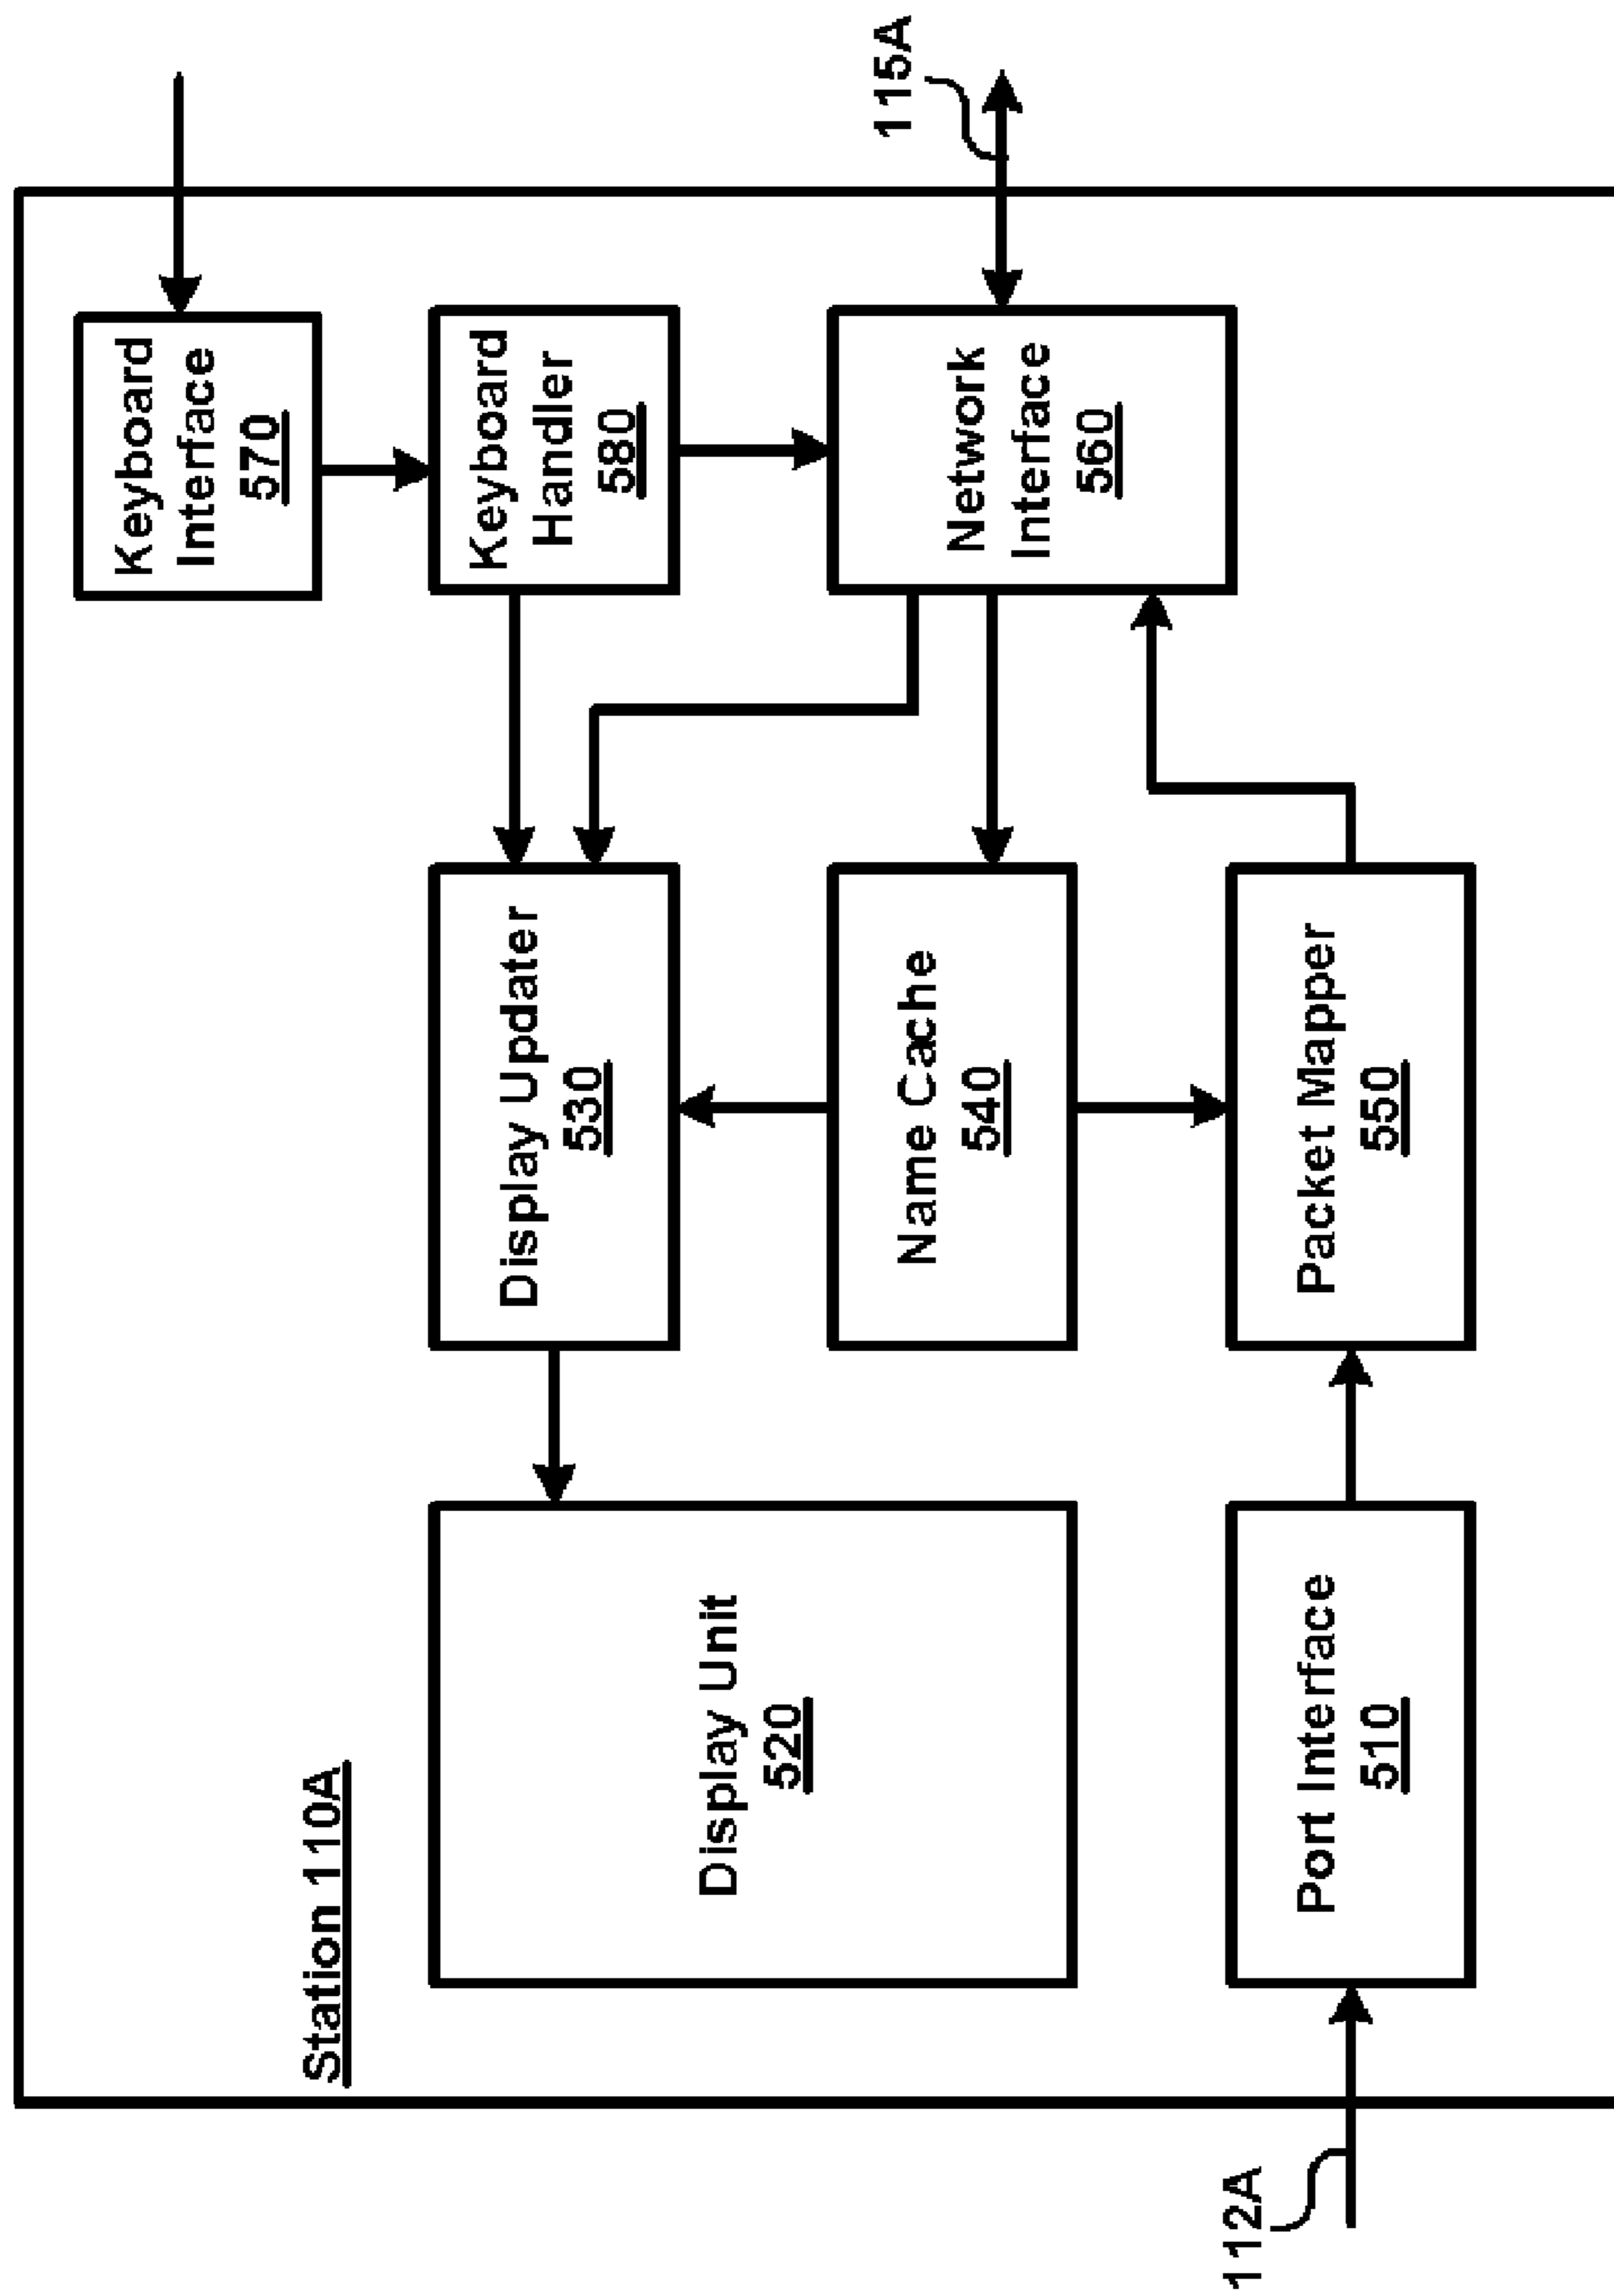 Station 110A
Keyboard
Interface
570
Display Unit
520
Display Updater
530
Keyboard
Handler
580
Name Cache
540
Network
Interface
560
115A
112A
Port Interface
510
Packet Mapper
550